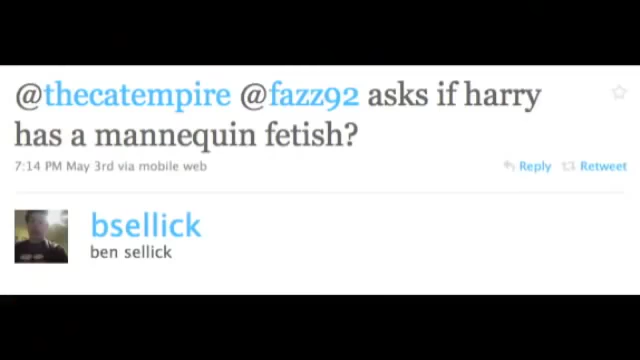 @thecatempire @fazz92 asks if harry
has a mannequin fetish?
7:14 PM May 3rd via mobile web
Reply
Retweet
bsellick
ben sellick